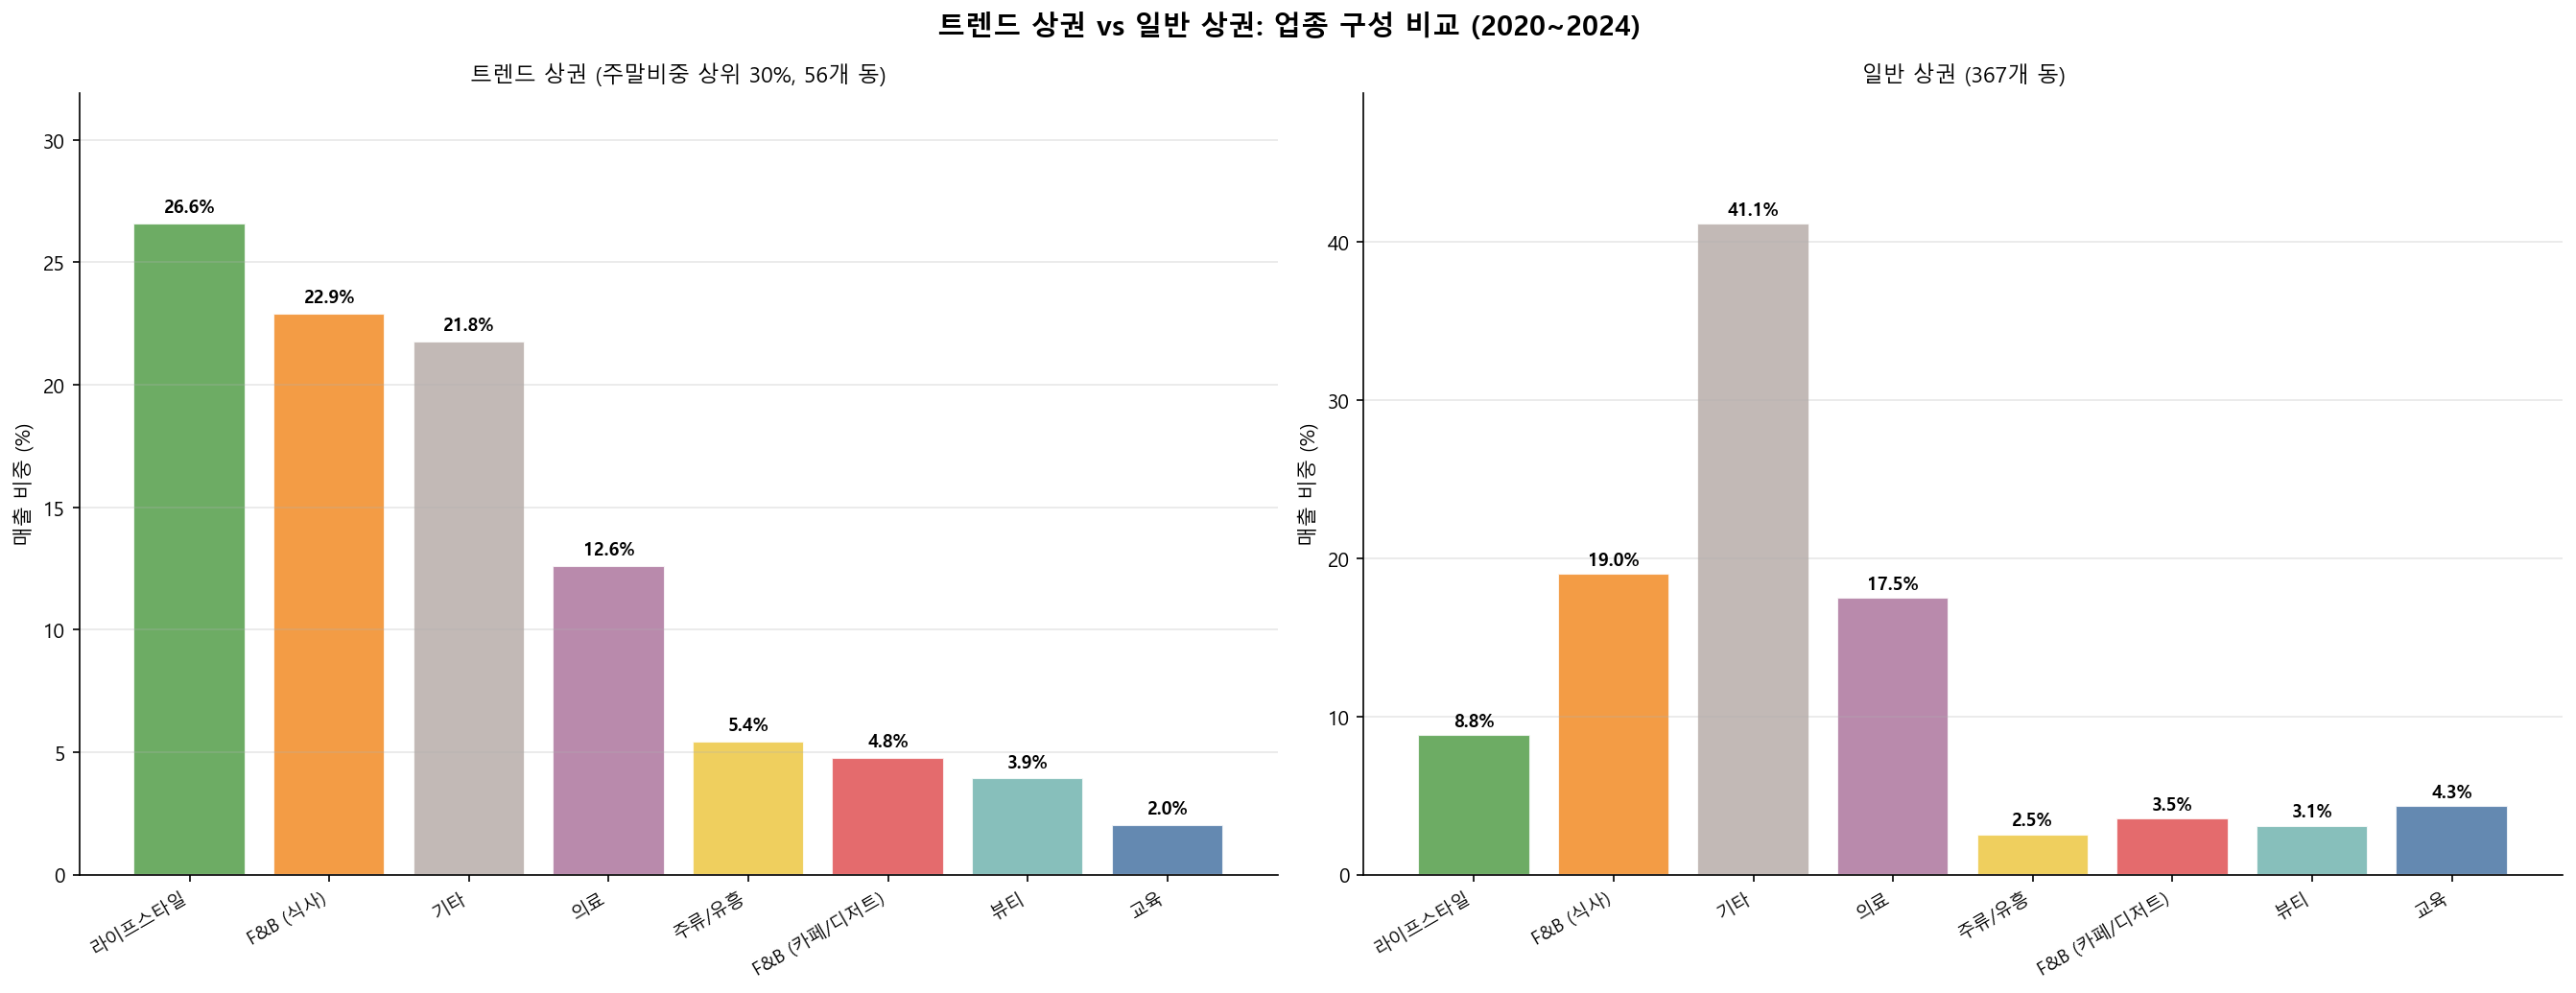 트렌드 상권 vs 일반 상권: 업종 구성 비교 (2020~2024)
트렌드 상권 (주말비중 상위 30%, 56개 동)
매출 비중 (%)
30
25
20
15
10
5
0
26.6%
22.9%
21.8%
12.6%
5.4%
4.8%
3.9%
2.0%
라이프스타일
F&B (식사)
기타
의료
주류/유흥
F&B (카페/디저트)
뷰티
교육
일반 상권 (367개 동)
매출 비중 (%)
40
30
20
10
0
8.8%
19.0%
41.1%
17.5%
2.5%
3.5%
3.1%
4.3%
라이프스타일
F&B (식사)
기타
의료
주류/유흥
F&B (카페/디저트)
뷰티
교육